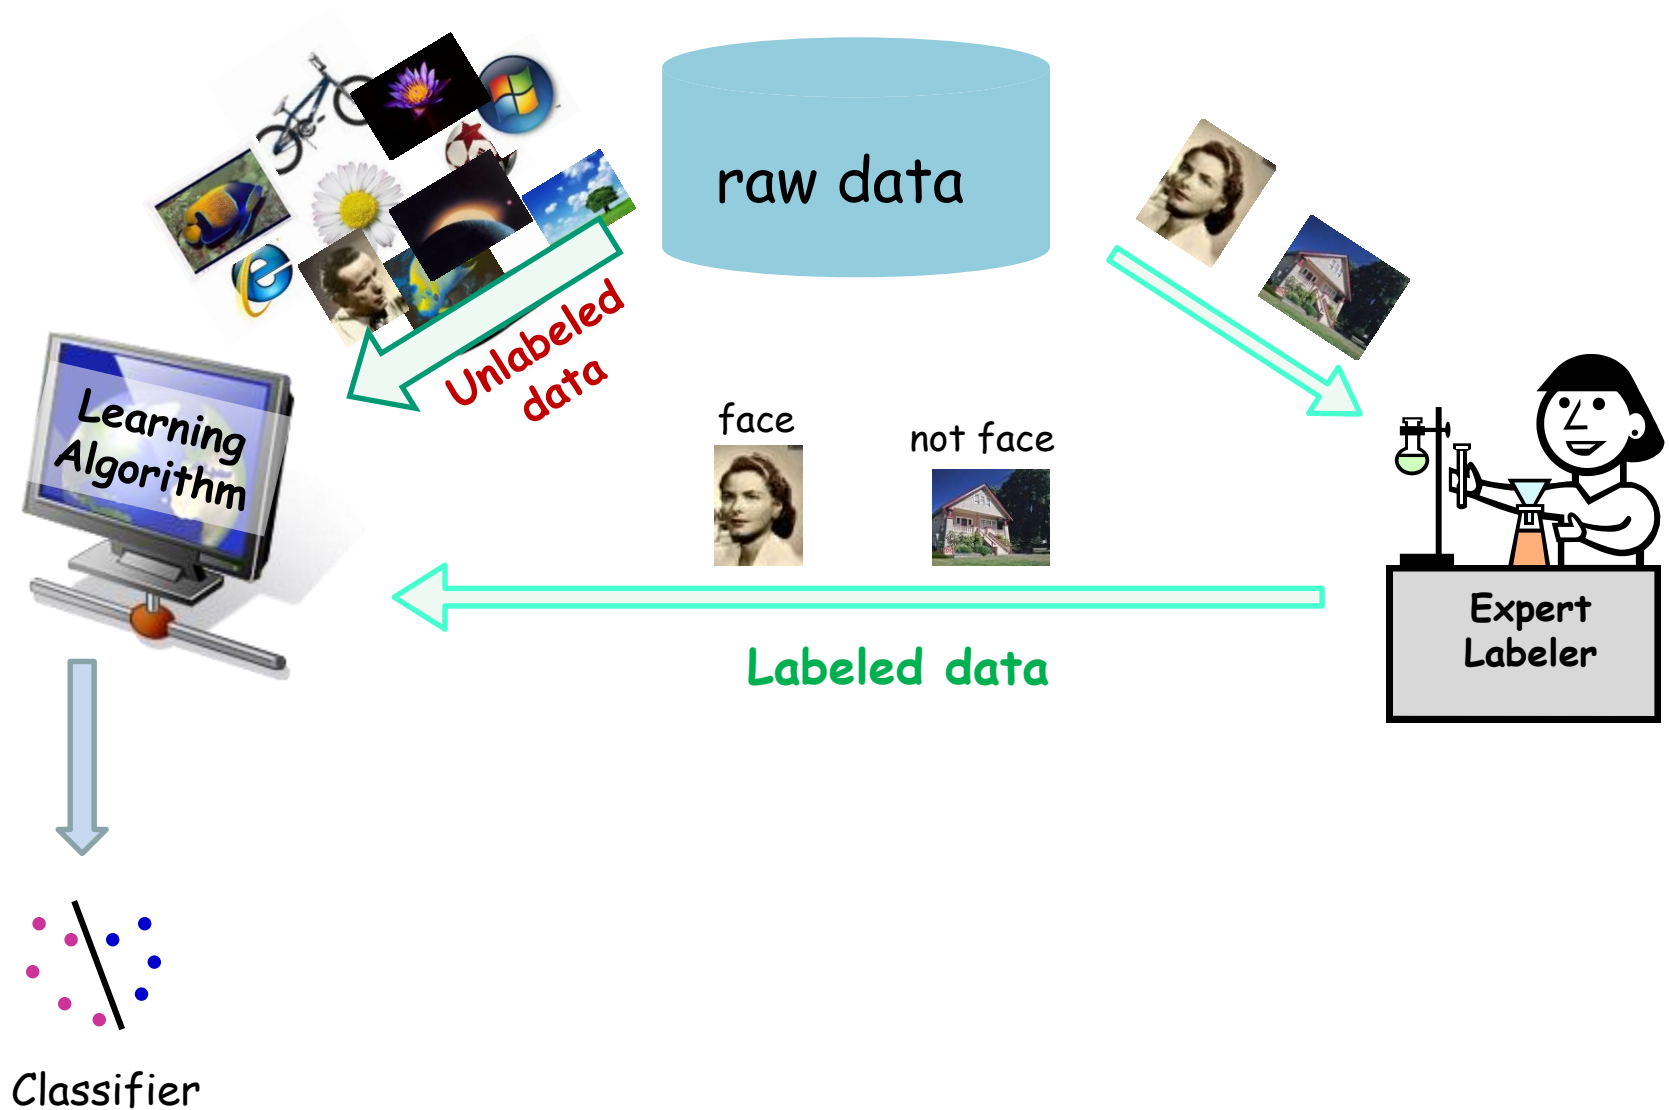 raw data
Unlabeled
data
Learning
Algorithm
face
not face
Labeled data
Expert
Labeler
Classifier